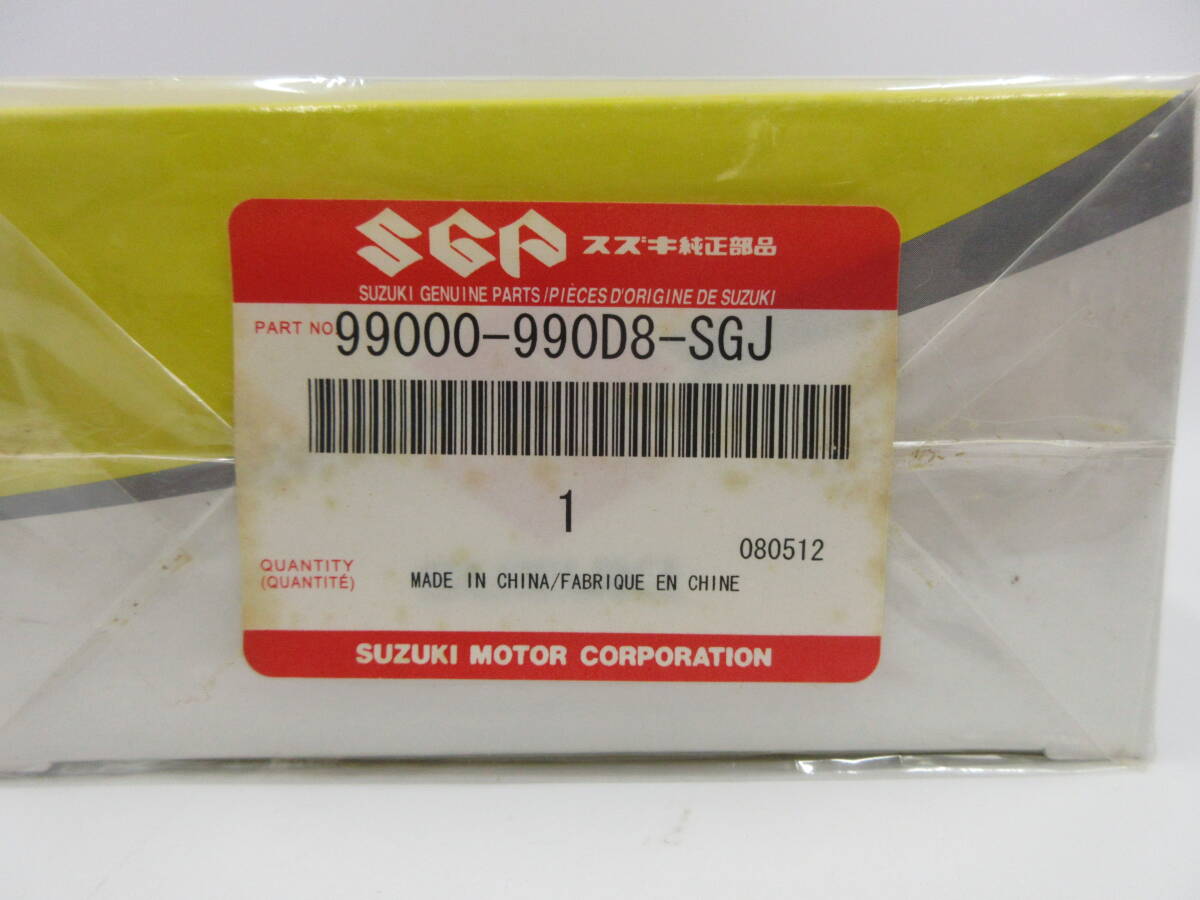 SGP スズキ純正部品
SUZUKI GENUINE PARTS/PIÈCES D'ORIGINE DE SUZUKI
PART NO. 99000-990D8-SGJ
1
080512
QUANTITY
(QUANTITÉ)
MADE IN CHINA/FABRIQUE EN CHINE
SUZUKI MOTOR CORPORATION